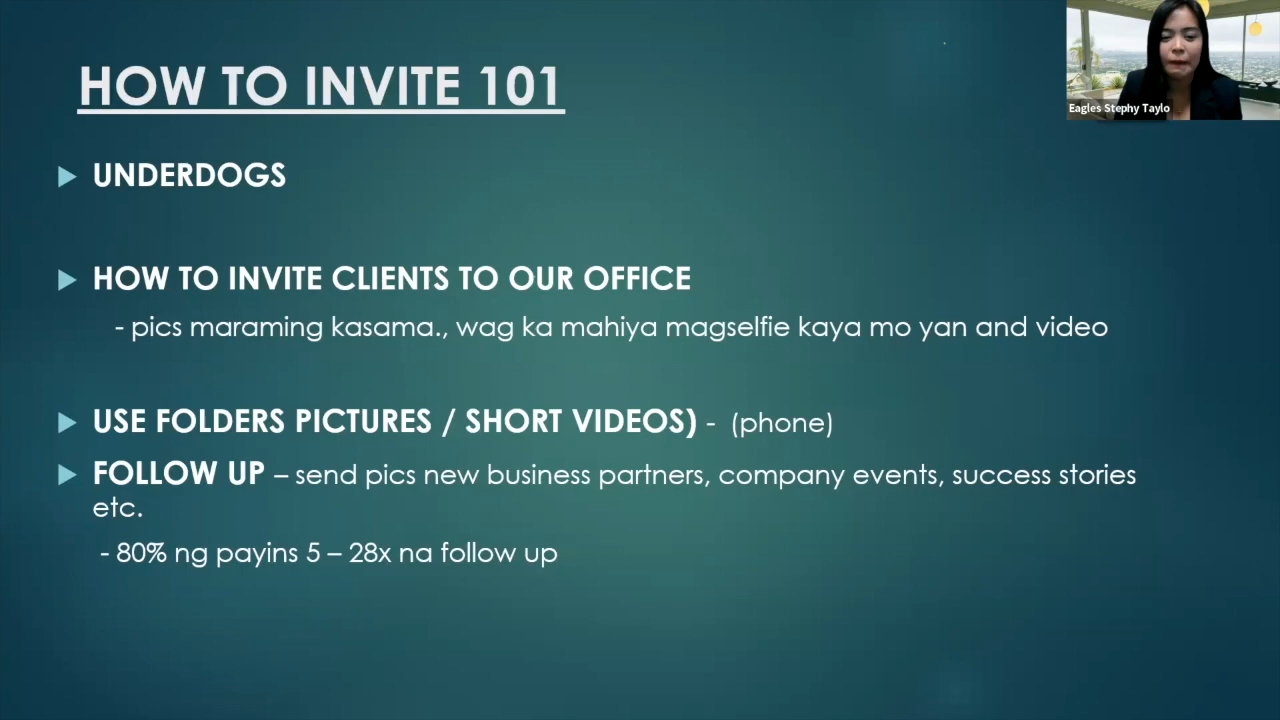 HOW TO INVITE 101
Eagles Stephy Taylo
UNDERDOGS
HOW TO INVITE CLIENTS TO OUR OFFICE
- pics maraming kasama., wag ka mahiya magselfie kaya mo yan and video
USE FOLDERS PICTURES / SHORT VIDEOS) - (phone)
FOLLOW UP – send pics new business partners, company events, success stories
etc.
- 80% ng payins 5 – 28x na follow up